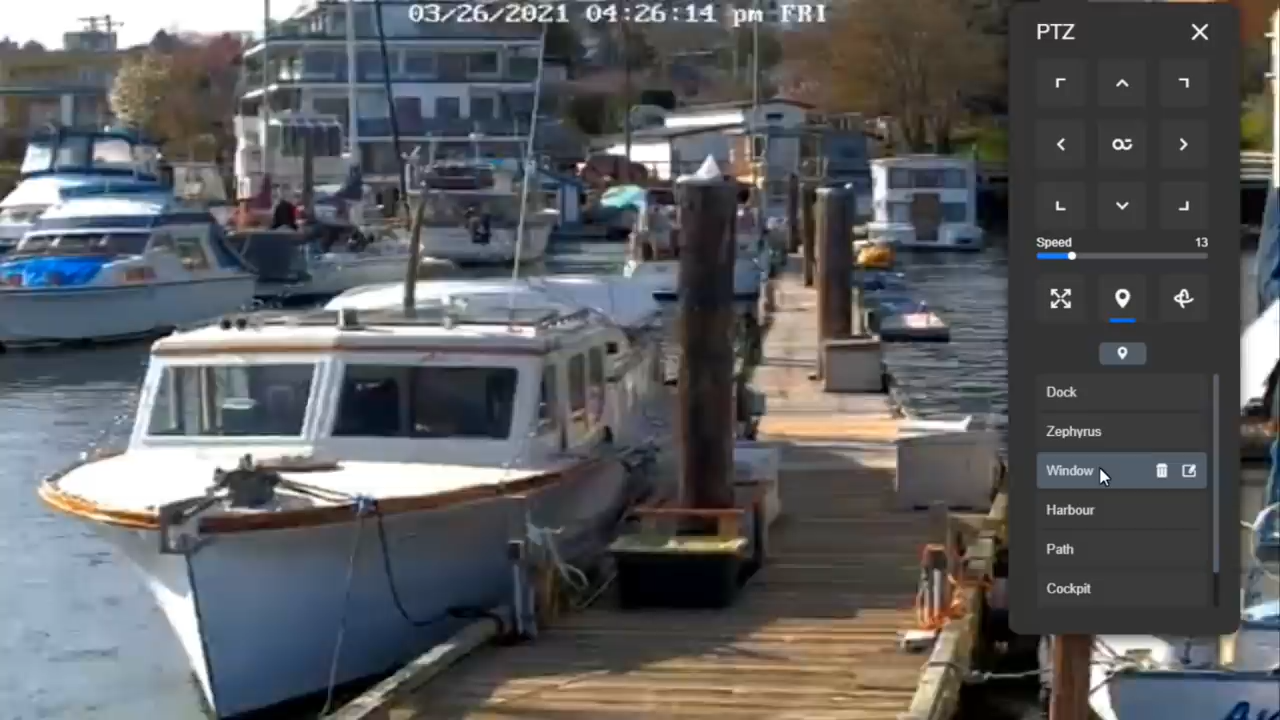 03/26/2021 04:26:14 pm FRI
PTZ
Speed 13
Dock
Zephyrus
Window
Harbour
Path
Cockpit